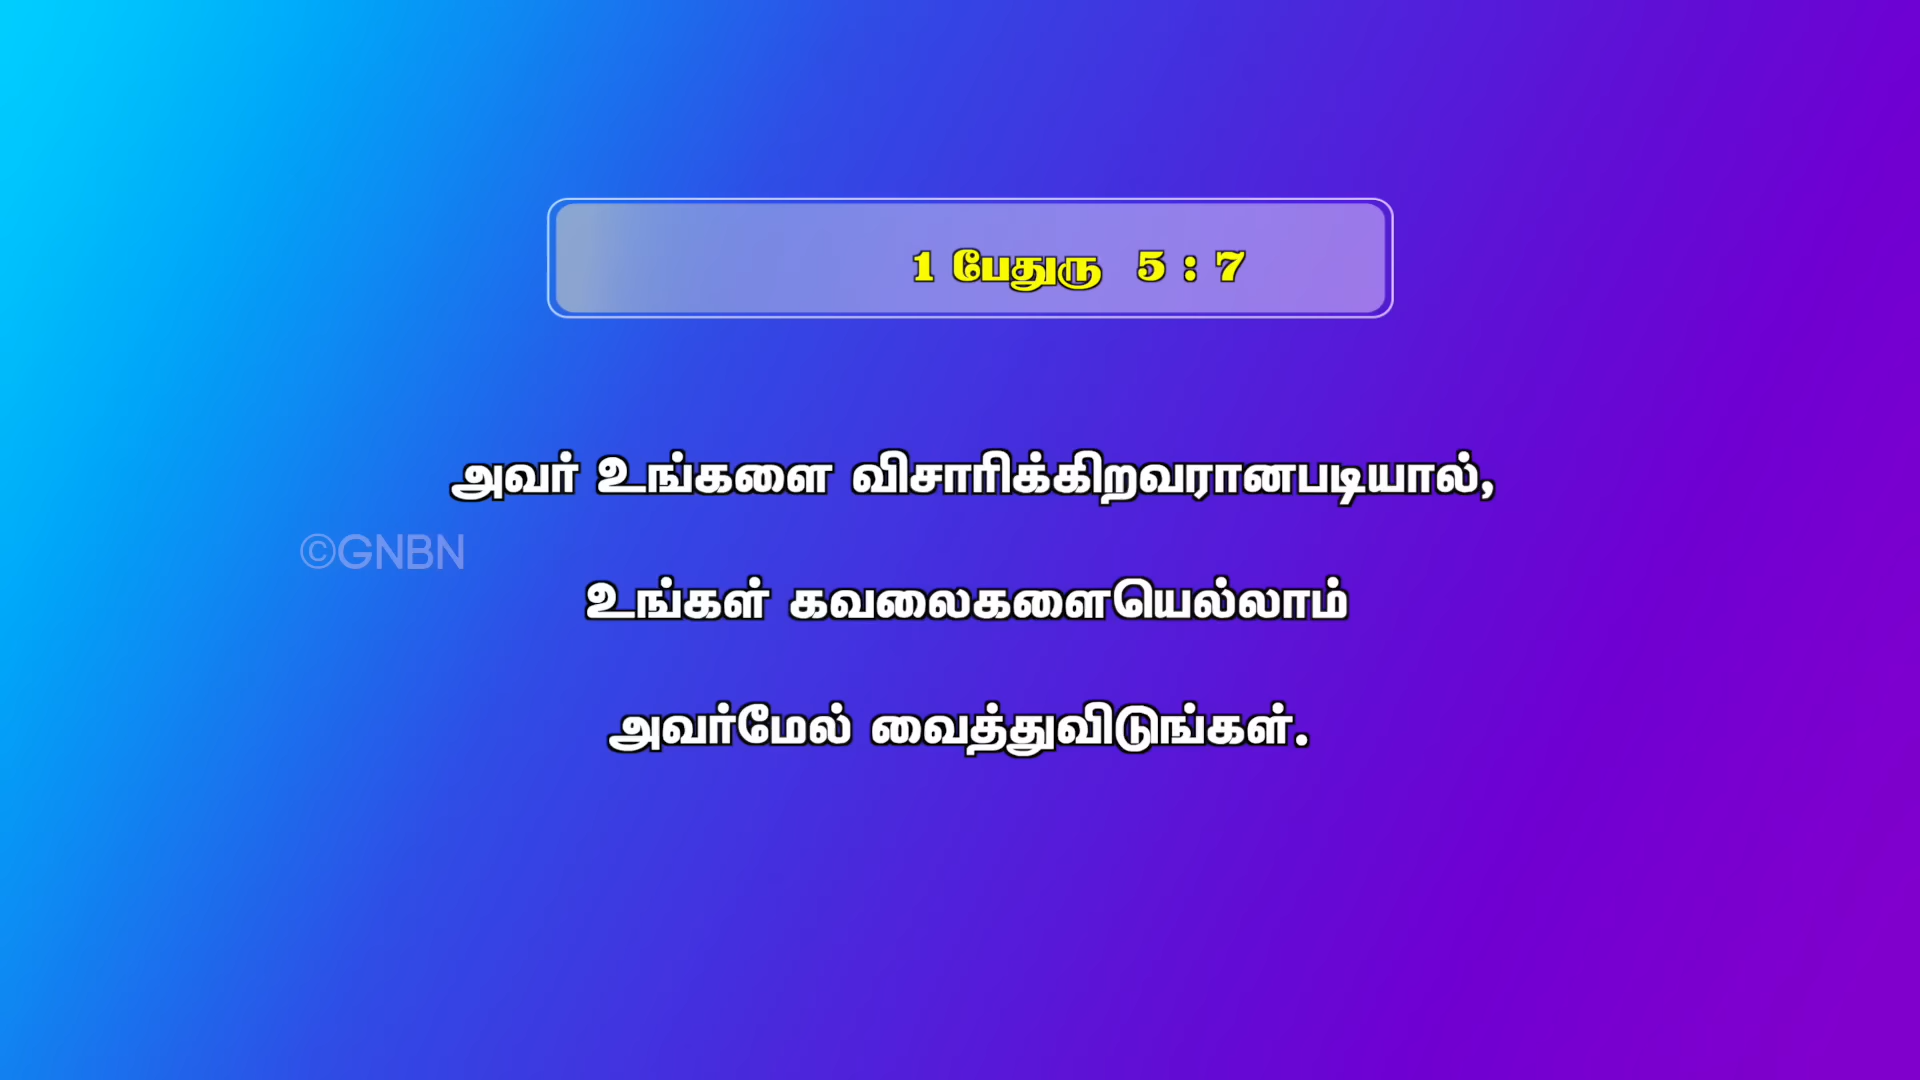 1 பேதுரு 5 : 7
அவர் உங்களை விசாரிக்கிறவரானபடியால்,
©GNBN
உங்கள் கவலைகளையெல்லாம்
அவர்மேல் வைத்துவிடுங்கள்.